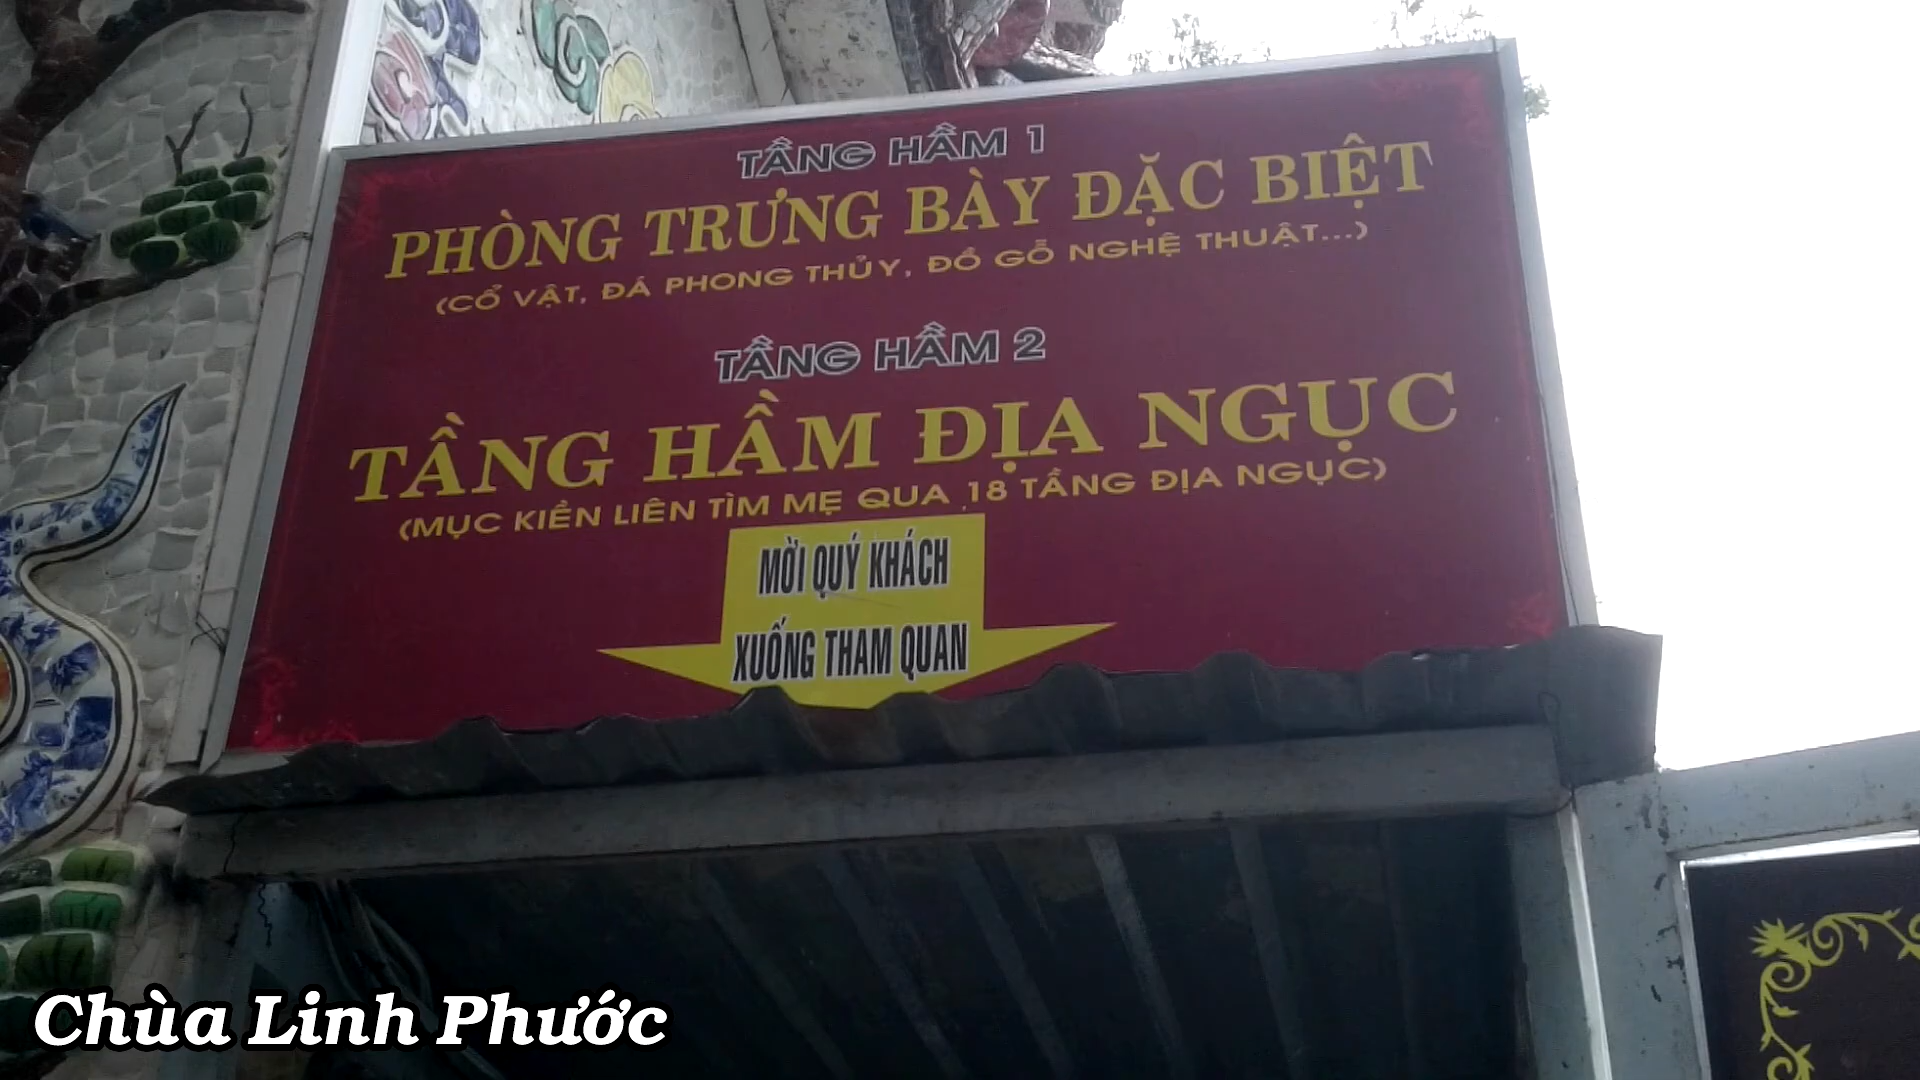 TẦNG HẦM 1
PHÒNG TRƯNG BÀY ĐẶC BIỆT
(CỔ VẬT, ĐÁ PHONG THỦY, ĐỒ GỖ NGHỆ THUẬT...)
TẦNG HẦM 2
TẦNG HẦM ĐỊA NGỤC
(MỤC KIỀN LIÊN TÌM MẸ QUA 18 TẦNG ĐỊA NGỤC)
MỜI QUÝ KHÁCH
XUỐNG THAM QUAN
Chùa Linh Phước